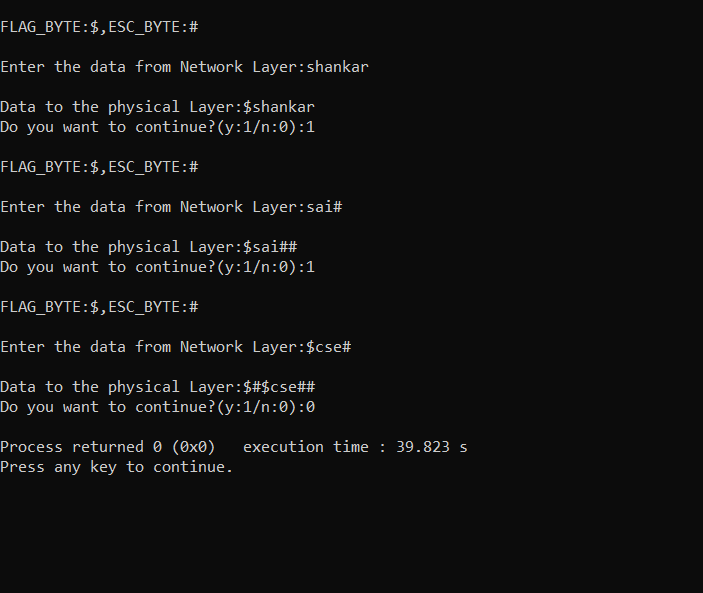 FLAG_BYTE:$,ESC_BYTE:#
Enter the data from Network Layer:shankar
Data to the physical Layer:$shankar
Do you want to continue?(y:1/n:0):1
FLAG_BYTE:$,ESC_BYTE:#
Enter the data from Network Layer:sai#
Data to the physical Layer:$sai##
Do you want to continue?(y:1/n:0):1
FLAG_BYTE:$,ESC_BYTE:#
Enter the data from Network Layer:$cse#
Data to the physical Layer:$#$cse##
Do you want to continue?(y:1/n:0):0
Process returned 0 (0x0)   execution time : 39.823 s
Press any key to continue.